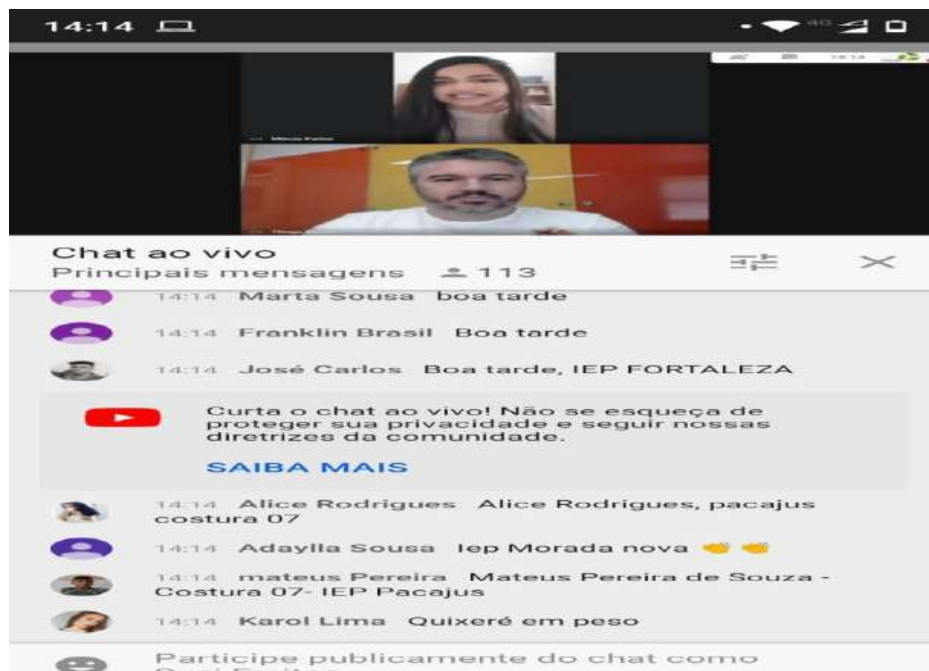 14:14
4G
14:14
Chat ao vivo
Principais mensagens 113
14:14 Marta Sousa boa tarde
14:14 Franklin Brasil Boa tarde
14:14 José Carlos Boa tarde, IEP FORTALEZA
Curta o chat ao vivo! Não se esqueça de
proteger sua privacidade e seguir nossas
diretrizes da comunidade.
SAIBA MAIS
14:14 Alice Rodrigues Alice Rodrigues, pacajus
costura 07
14:14 Adaylla Sousa Iep Morada nova 👏 👏
14:14 mateus Pereira Mateus Pereira de Souza -
Costura 07- IEP Pacajus
14:14 Karol Lima Quixeré em peso
Participe publicamente do chat como